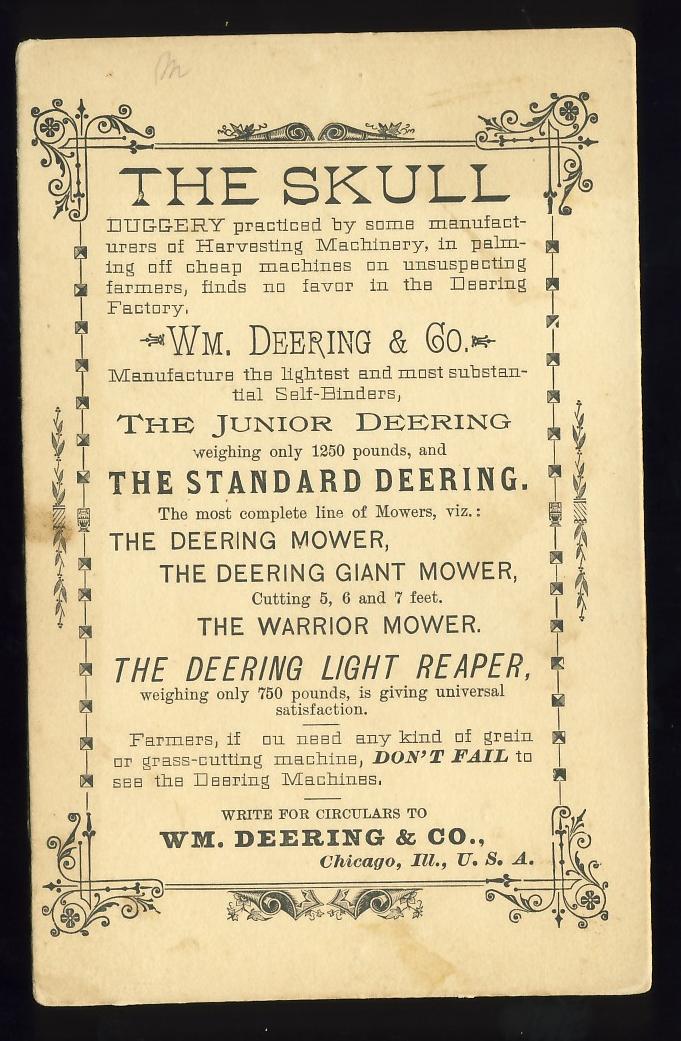 m
THE SKULL
DUGGERY practiced by some manufact-
urers of Harvesting Machinery, in palm-
ing off cheap machines on unsuspecting
farmers, finds no favor in the Deering
Factory.
WM. DEERING & CO.
Manufacture the lightest and most substan-
tial Self-Binders,
THE JUNIOR DEERING
weighing only 1250 pounds, and
THE STANDARD DEERING.
The most complete line of Mowers, viz.:
THE DEERING MOWER,
THE DEERING GIANT MOWER,
Cutting 5, 6 and 7 feet.
THE WARRIOR MOWER.
THE DEERING LIGHT REAPER,
weighing only 750 pounds, is giving universal
satisfaction.
Farmers, if ou need any kind of grain
or grass-cutting machine, DON'T FAIL to
see the Deering Machines.
WRITE FOR CIRCULARS TO
WM. DEERING & CO.,
Chicago, Ill., U. S. A.